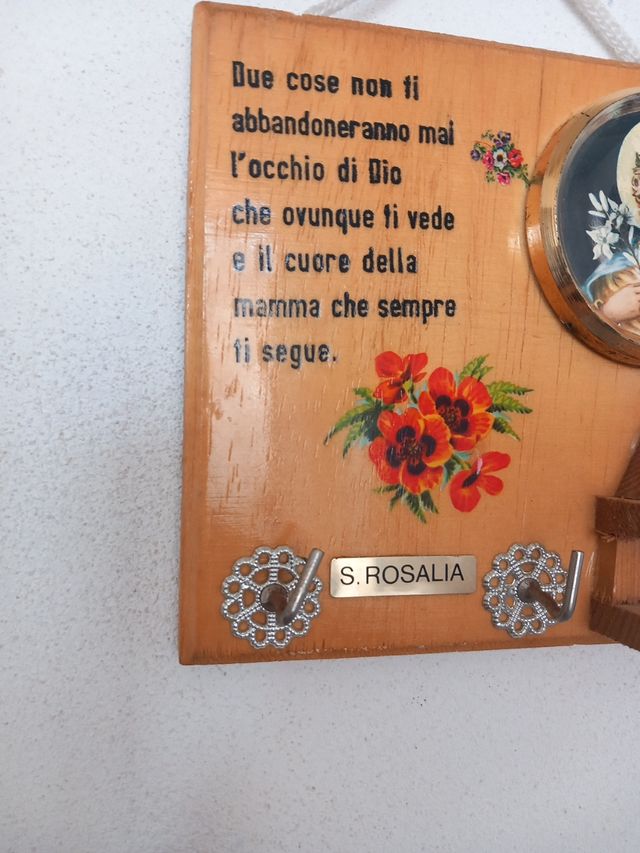 Due cose non ti
abbandoneranno mai
l'occhio di Dio
che ovunque ti vede
e il cuore della
mamma che sempre
ti segue.
S. ROSALIA